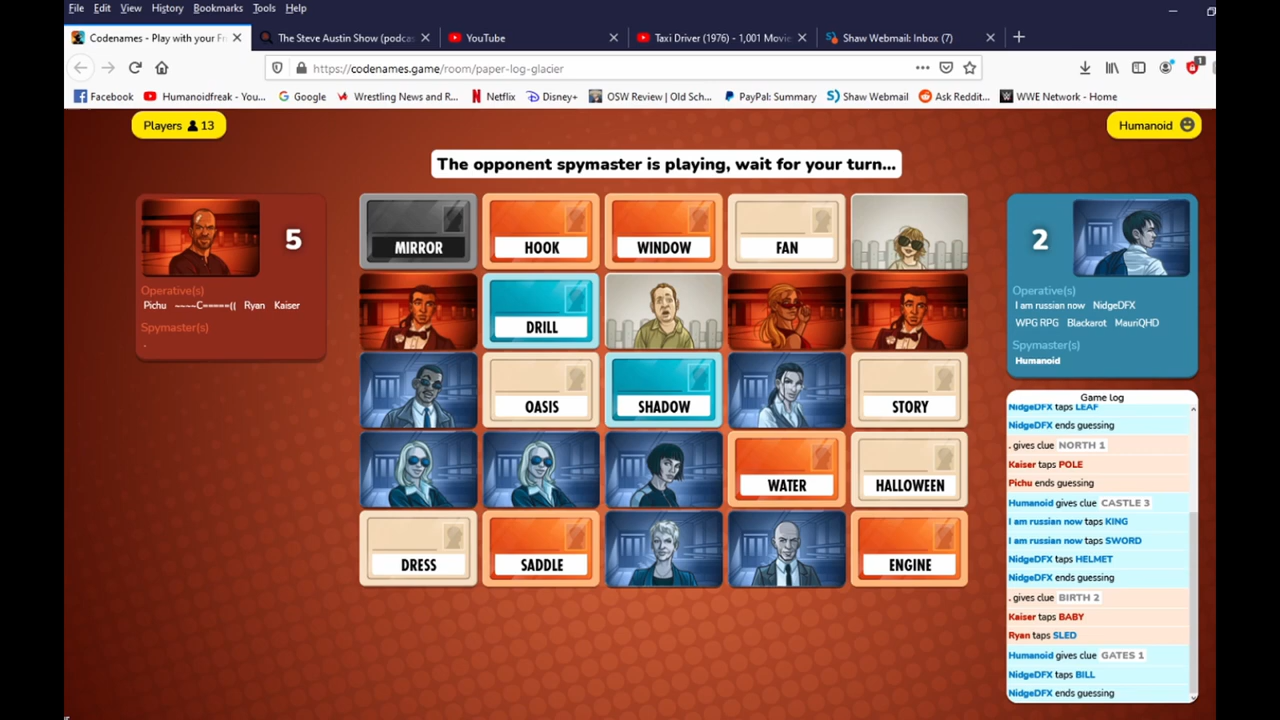 File Edit View History Bookmarks Tools Help
Codenames - Play with your Fr
The Steve Austin Show (podcas
YouTube
Taxi Driver (1976) - 1,001 Movie
Shaw Webmail: Inbox (7)
https://codenames.game/room/paper-log-glacier
Facebook Humanoidfreak - You... Google Wrestling News and R... Netflix Disney+ OSW Review | Old Sch... PayPal: Summary Shaw Webmail Ask Reddit... WWE Network - Home
Players 13
Humanoid
The opponent spymaster is playing, wait for your turn...
5
Operative(s)
Pichu ~~~~C=====(( Ryan Kaiser
Spymaster(s)
.
MIRROR HOOK WINDOW FAN
DRILL
OASIS SHADOW STORY
WATER HALLOWEEN
DRESS SADDLE ENGINE
2
Operative(s)
I am russian now NidgeDFX
WPG RPG Blackarot MauriQHD
Spymaster(s)
Humanoid
Game log
NidgeDFX taps LEAF
NidgeDFX ends guessing
. gives clue NORTH 1
Kaiser taps POLE
Pichu ends guessing
Humanoid gives clue CASTLE 3
I am russian now taps KING
I am russian now taps SWORD
NidgeDFX taps HELMET
NidgeDFX ends guessing
. gives clue BIRTH 2
Kaiser taps BABY
Ryan taps SLED
Humanoid gives clue GATES 1
NidgeDFX taps BILL
NidgeDFX ends guessing